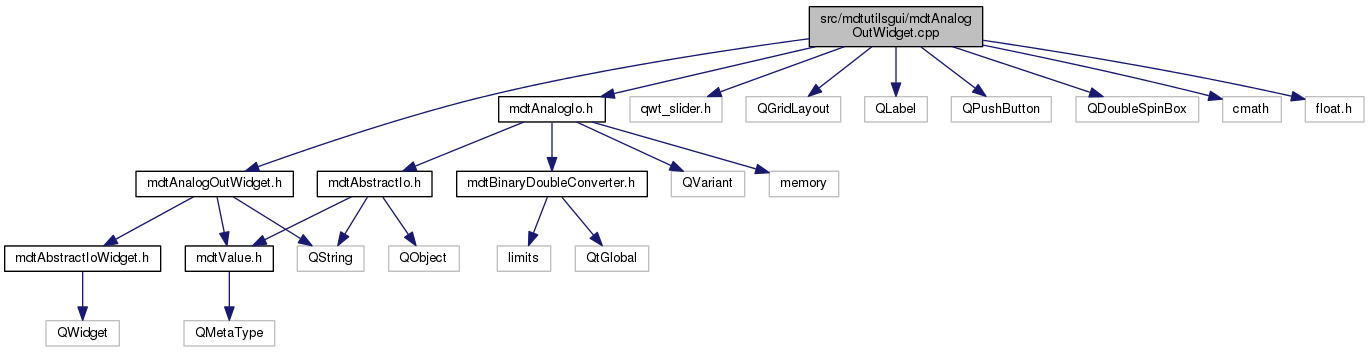 src/mdtutilsgui/mdtAnalog
OutWidget.cpp
mdtAnalogIo.h
qwt_slider.h
QGridLayout
QLabel
QPushButton
QDoubleSpinBox
cmath
float.h
mdtAnalogOutWidget.h
mdtAbstractIo.h
mdtBinaryDoubleConverter.h
QVariant
memory
mdtAbstractIoWidget.h
mdtValue.h
QString
QObject
limits
QtGlobal
QWidget
QMetaType